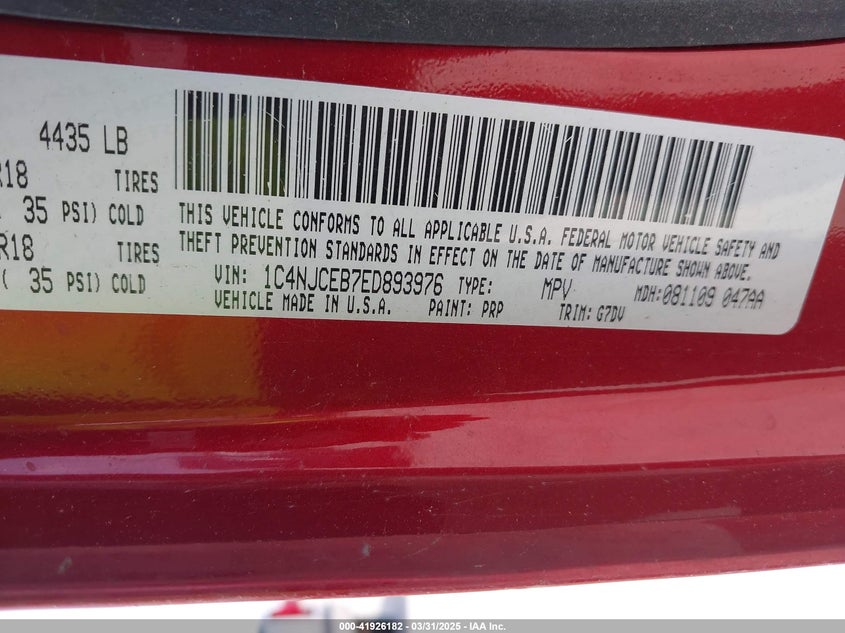 4435 LB
R18 TIRES
35 PSI) COLD
R18 TIRES
( 35 PSI) COLD
THIS VEHICLE CONFORMS TO ALL APPLICABLE U.S.A. FEDERAL MOTOR VEHICLE SAFETY AND
THEFT PREVENTION STANDARDS IN EFFECT ON THE DATE OF MANUFACTURE SHOWN ABOVE.
VIN: 1C4NJCEB7ED893976 TYPE: MPV MDH:081109 047AA
VEHICLE MADE IN U.S.A. PAINT: PRP TRIM: G7DV
000-41926182 - 03/31/2025 - IAA Inc.